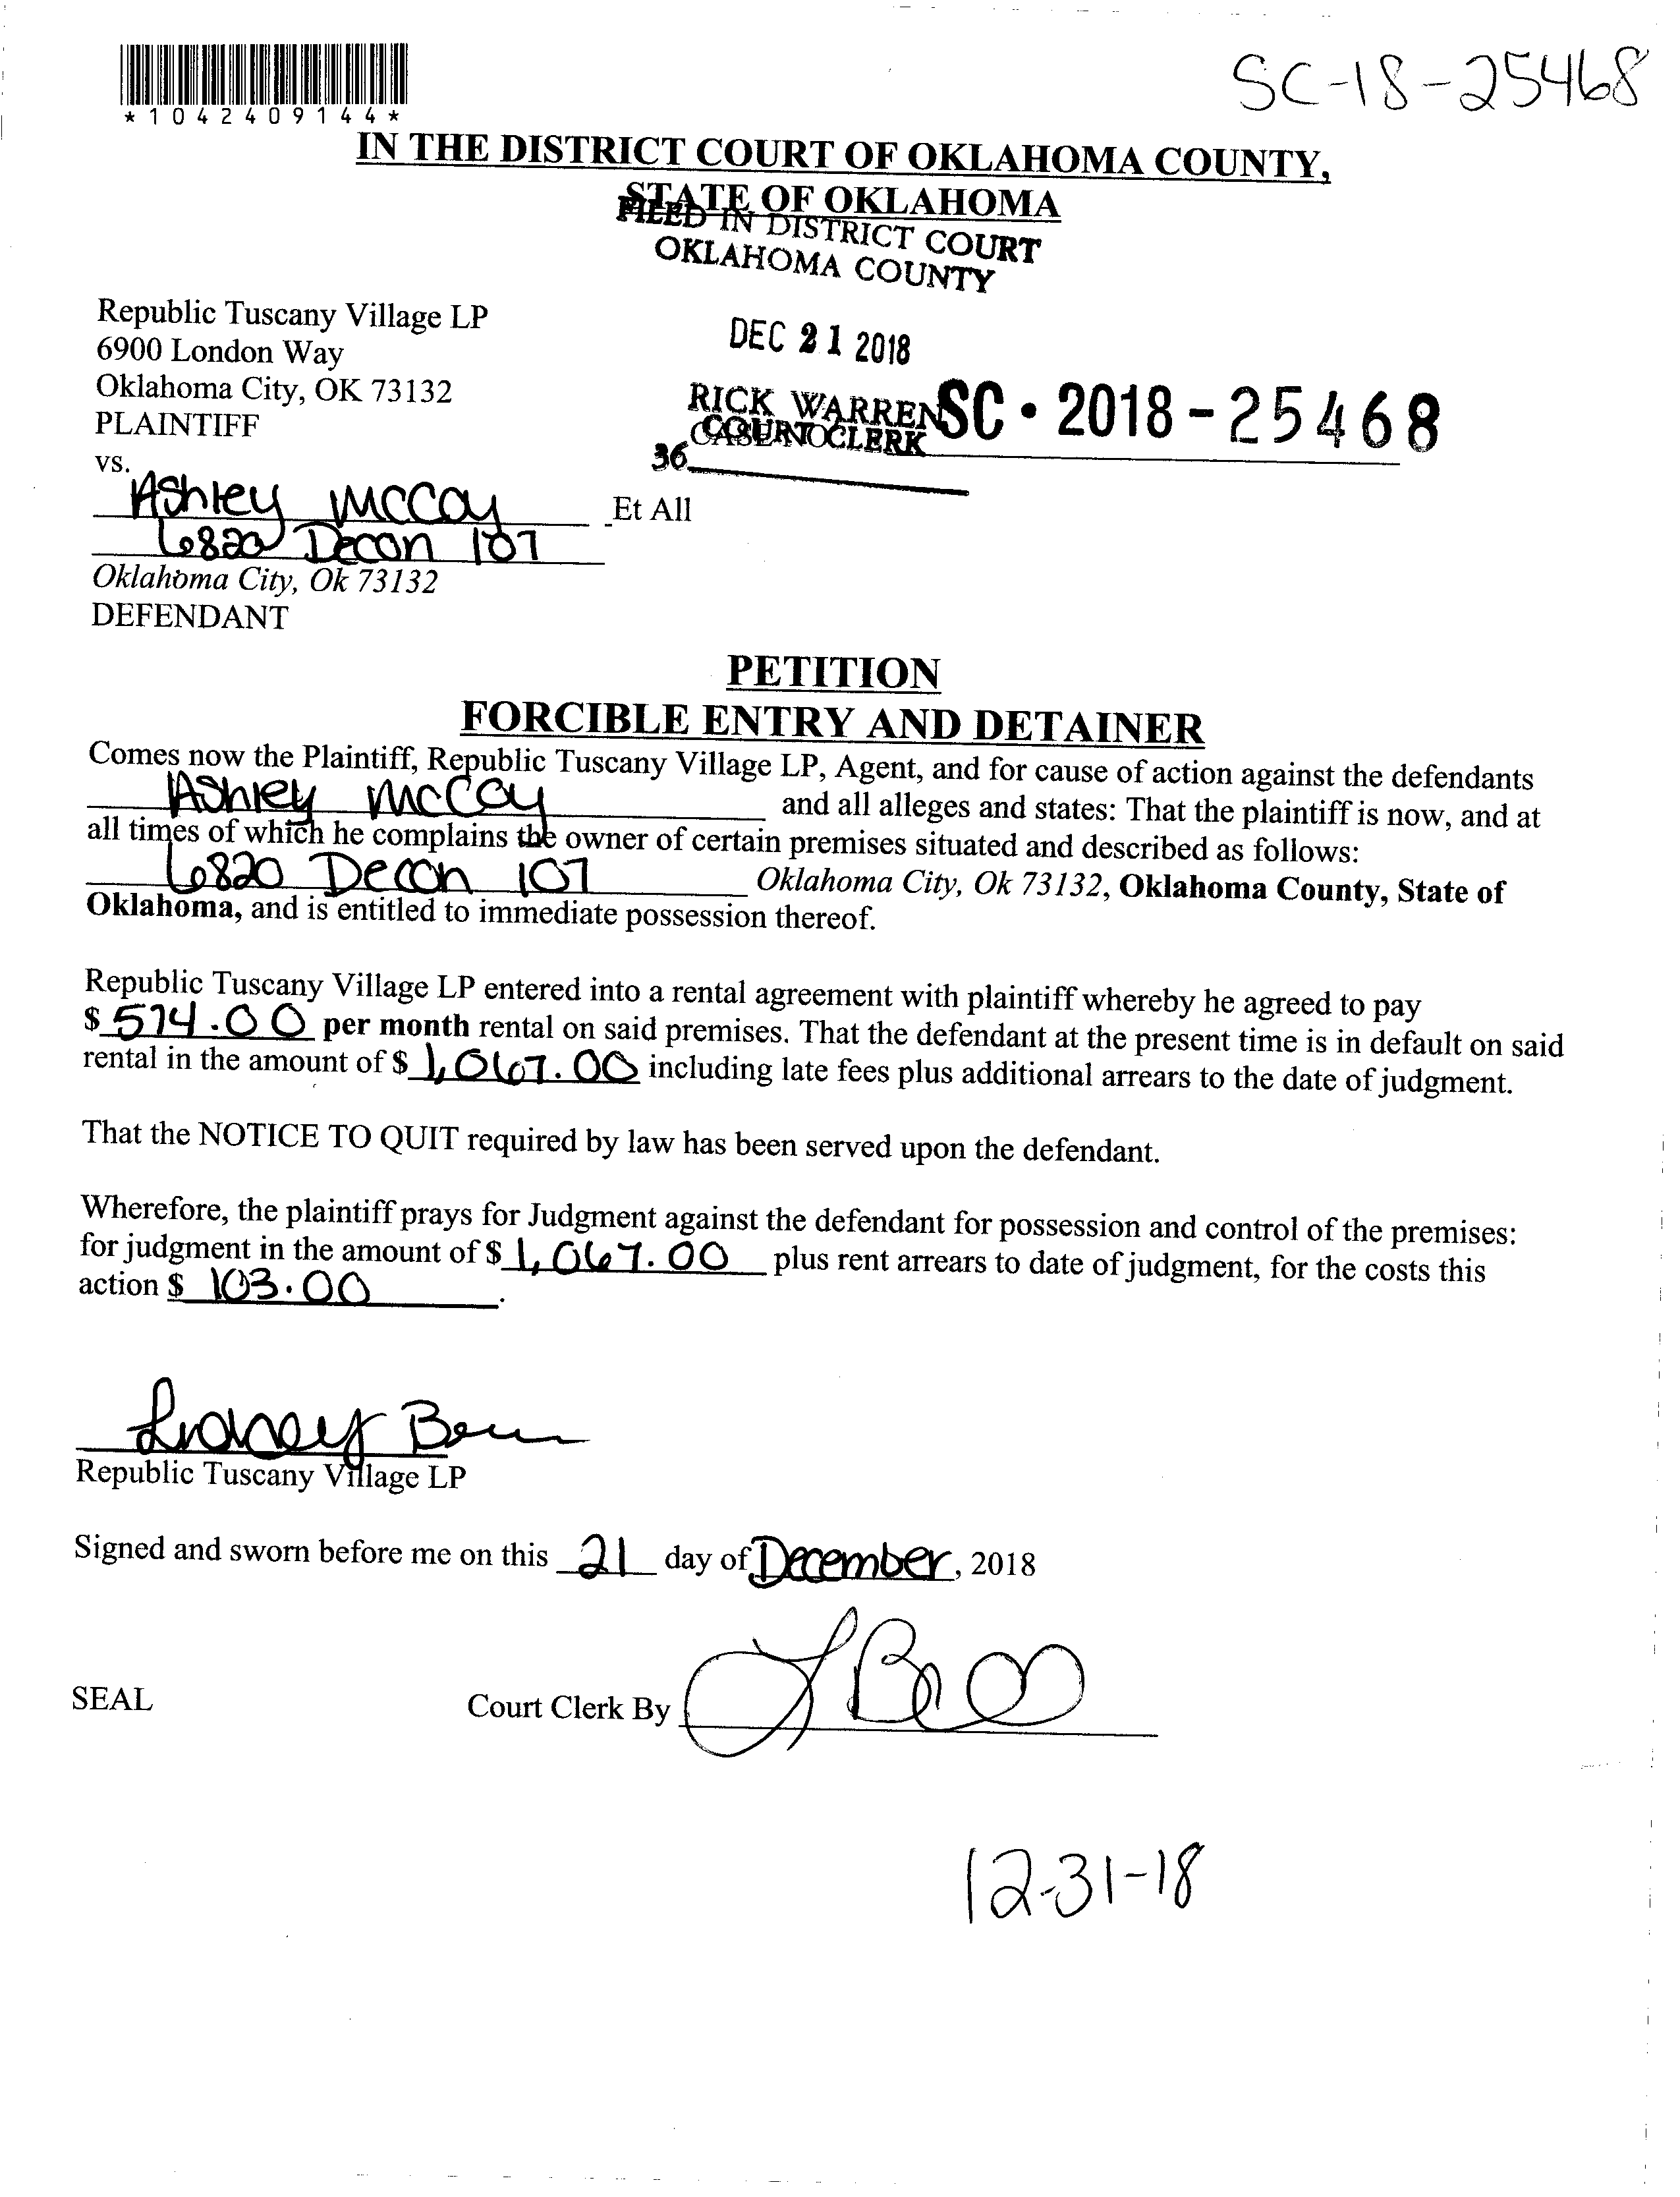 SC-18-25468
*1042409144*
IN THE DISTRICT COURT OF OKLAHOMA COUNTY,
STATE OF OKLAHOMA
FILED IN DISTRICT COURT
OKLAHOMA COUNTY
Republic Tuscany Village LP
6900 London Way
Oklahoma City, OK 73132
PLAINTIFF
vs.
DEC 21 2018
RICK WARREN
COURT CLERK
SC • 2018-25468
36
Ashley McCoy Et All
6820 Decon 107
Oklahoma City, Ok 73132
DEFENDANT
PETITION
FORCIBLE ENTRY AND DETAINER
Comes now the Plaintiff, Republic Tuscany Village LP, Agent, and for cause of action against the defendants
Ashley McCoy and all alleges and states: That the plaintiff is now, and at
all times of which he complains the owner of certain premises situated and described as follows:
6820 Decon 107 Oklahoma City, Ok 73132, Oklahoma County, State of
Oklahoma, and is entitled to immediate possession thereof.
Republic Tuscany Village LP entered into a rental agreement with plaintiff whereby he agreed to pay
$ 574.00 per month rental on said premises. That the defendant at the present time is in default on said
rental in the amount of $ 1,067.00 including late fees plus additional arrears to the date of judgment.
That the NOTICE TO QUIT required by law has been served upon the defendant.
Wherefore, the plaintiff prays for Judgment against the defendant for possession and control of the premises:
for judgment in the amount of $ 1,067.00 plus rent arrears to date of judgment, for the costs this
action $ 103.00.
Republic Tuscany Village LP
Signed and sworn before me on this 21 day of December, 2018
SEAL
Court Clerk By
12-31-18